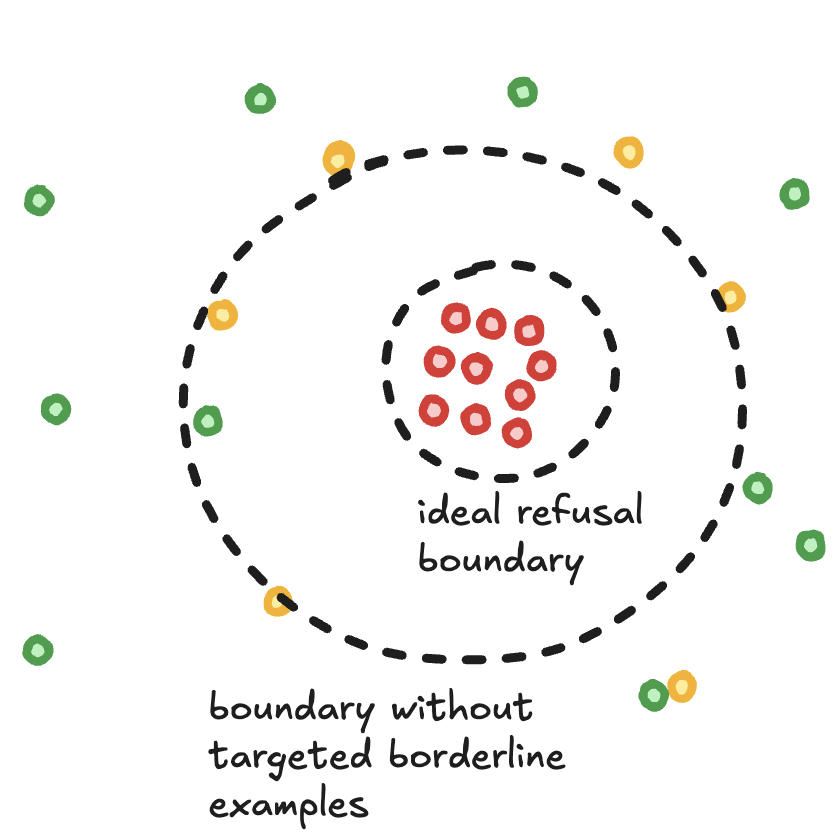 ideal refusal
boundary
boundary without
targeted borderline
examples